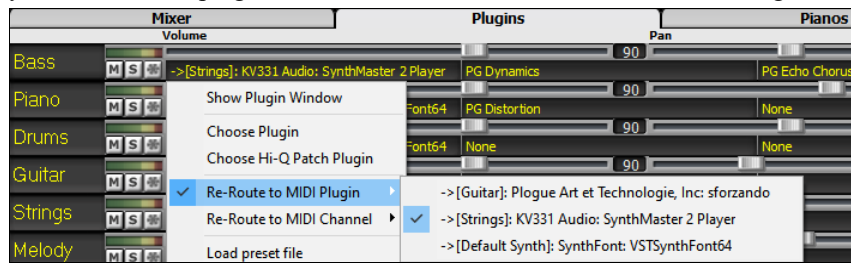 Mixer Plugins Pianos
Volume Pan
Bass M S 90
->[Strings]: KV331 Audio: SynthMaster 2 Player PG Dynamics PG Echo Chorus
Piano M S Show Plugin Window 90
Font64 PG Distortion None
Drums M S Choose Plugin 90
Font64 None None
Choose Hi-Q Patch Plugin
Guitar M S 90
Re-Route to MIDI Plugin ->[Guitar]: Plogue Art et Technologie, Inc: sforzando
Strings M S Re-Route to MIDI Channel ->[Strings]: KV331 Audio: SynthMaster 2 Player
Melody M S Load preset file ->[Default Synth]: SynthFont: VSTSynthFont64